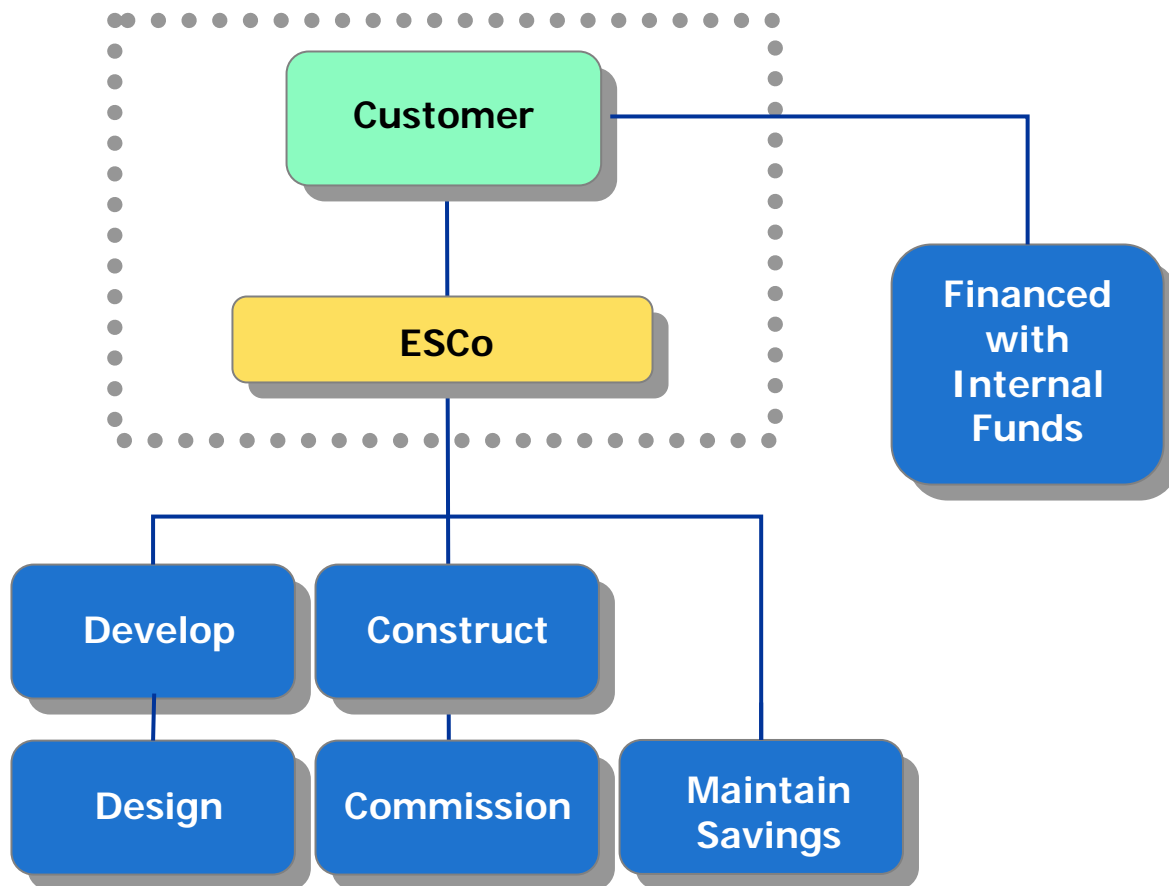 Customer
ESCo
Financed
with
Internal
Funds
Develop
Construct
Design
Commission
Maintain
Savings